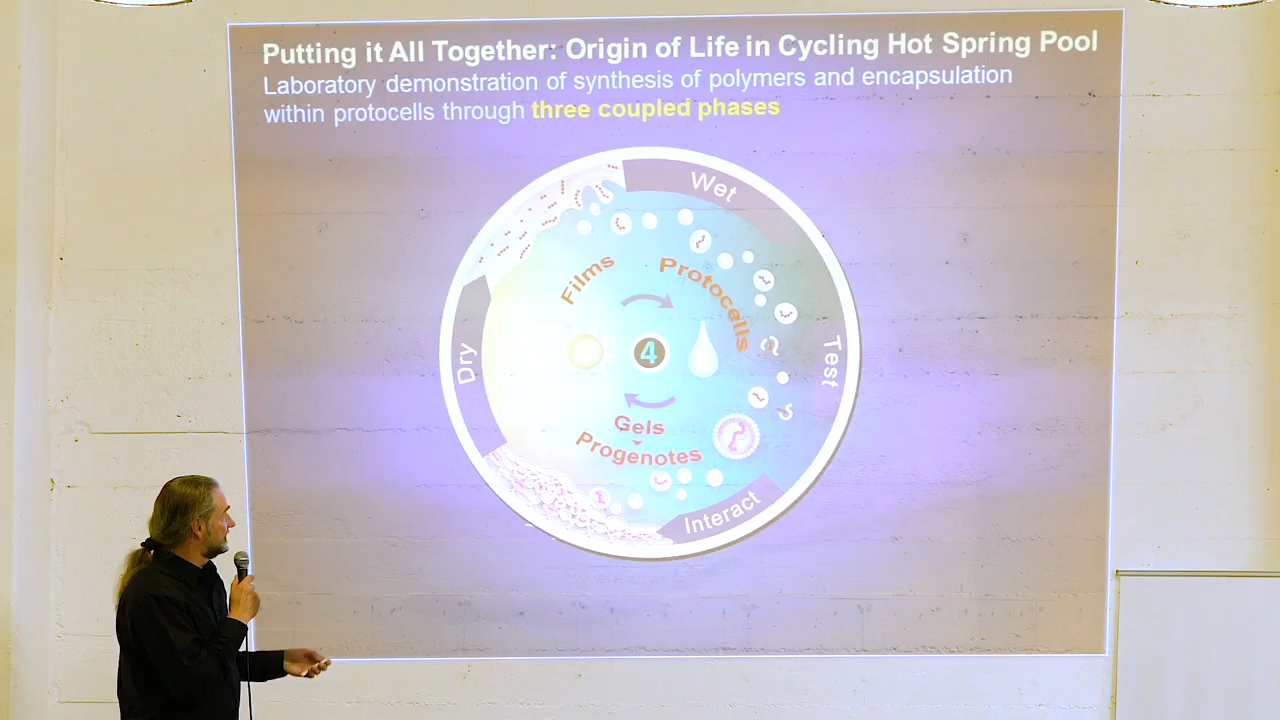 Putting it All Together: Origin of Life in Cycling Hot Spring Pool
Laboratory demonstration of synthesis of polymers and encapsulation
within protocells through three coupled phases
Wet
Films
Protocells
Dry
4
Test
Gels
Progenotes
Interact